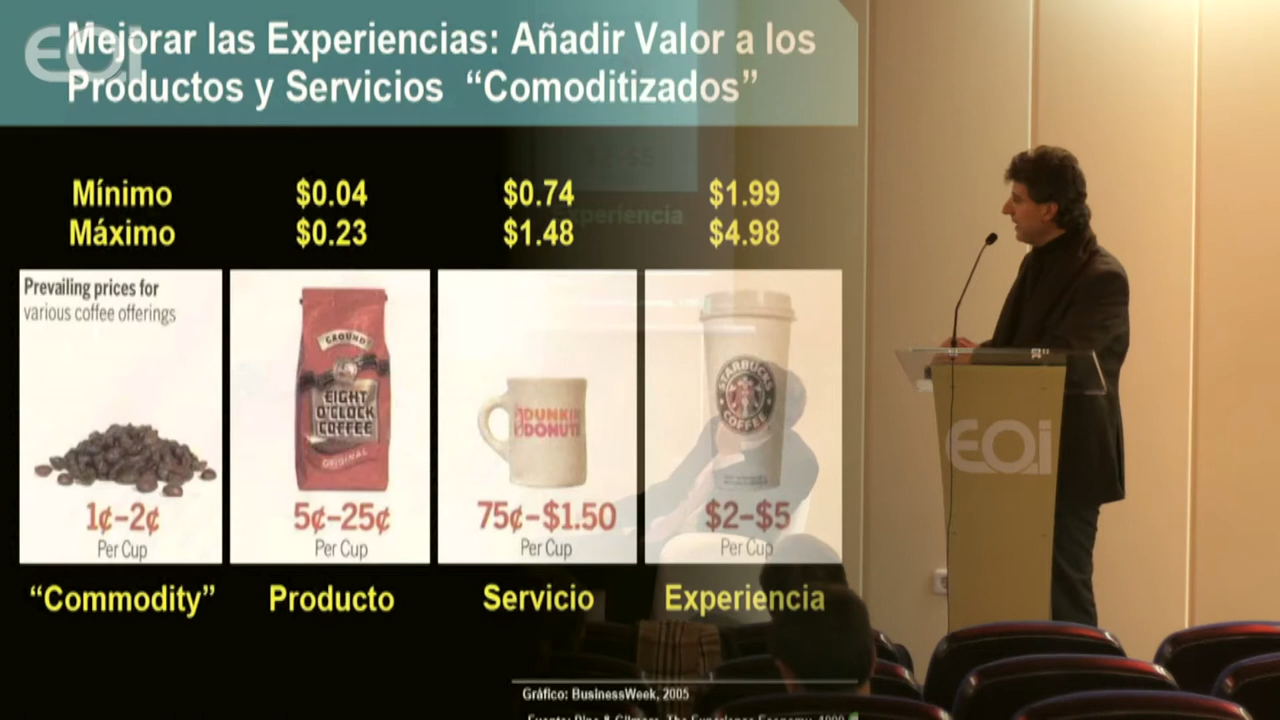 EOi
Mejorar las Experiencias: Añadir Valor a los
Productos y Servicios “Comoditizados”
Mínimo $0.04 $0.74 $1.99
Máximo $0.23 $1.48 $4.98
Experiencia
Prevailing prices for
various coffee offerings
GROUND
EIGHT
O'CLOCK
COFFEE
ORIGINAL
DUNKIN'
DONUTS
STARBUCKS
COFFEE
1¢–2¢
Per Cup
5¢–25¢
Per Cup
75¢–$1.50
Per Cup
$2–$5
Per Cup
“Commodity” Producto Servicio Experiencia
Gráfico: BusinessWeek, 2005
EOi